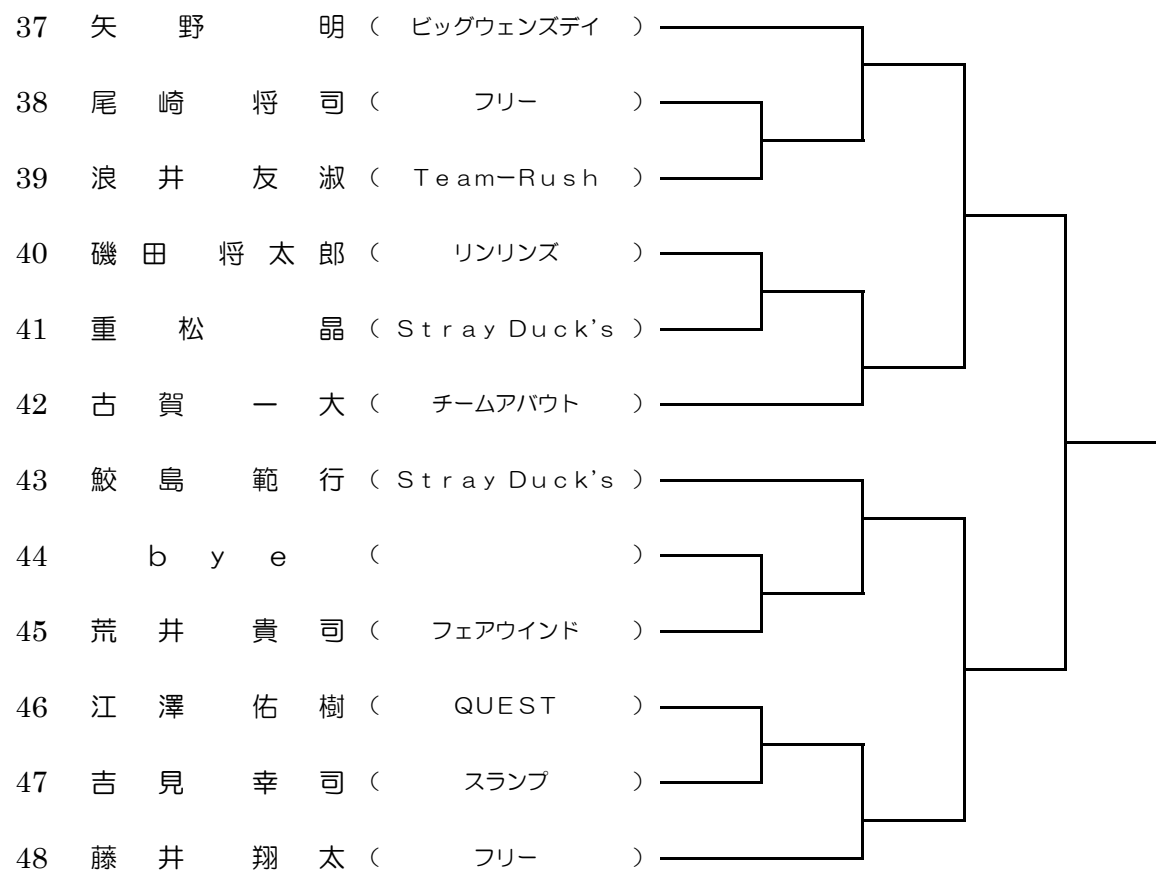 37 矢野 明 ( ビッグウェンズデイ )
38 尾崎 将司 ( フリー )
39 浪井 友淑 ( Team－Rush )
40 磯田 将太郎 ( リンリンズ )
41 重松 晶 ( Stray Duck's )
42 古賀 一大 ( チームアバウト )
43 鮫島 範行 ( Stray Duck's )
44 bye ( )
45 荒井 貴司 ( フェアウインド )
46 江澤 佑樹 ( QUEST )
47 吉見 幸司 ( スランプ )
48 藤井 翔太 ( フリー )